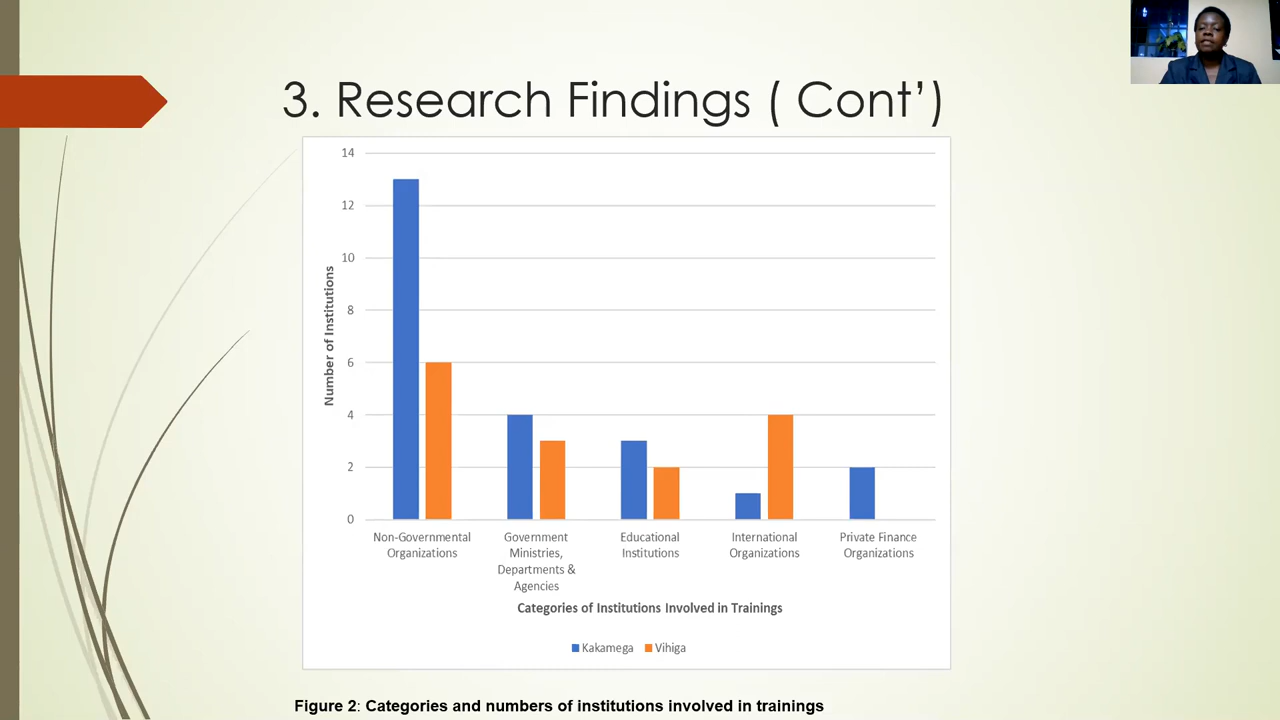 3. Research Findings ( Cont’)
14
12
10
8
6
4
2
0
Number of Institutions
Non-Governmental
Organizations
Government
Ministries,
Departments &
Agencies
Educational
Institutions
International
Organizations
Private Finance
Organizations
Categories of Institutions Involved in Trainings
Kakamega
Vihiga
Figure 2: Categories and numbers of institutions involved in trainings